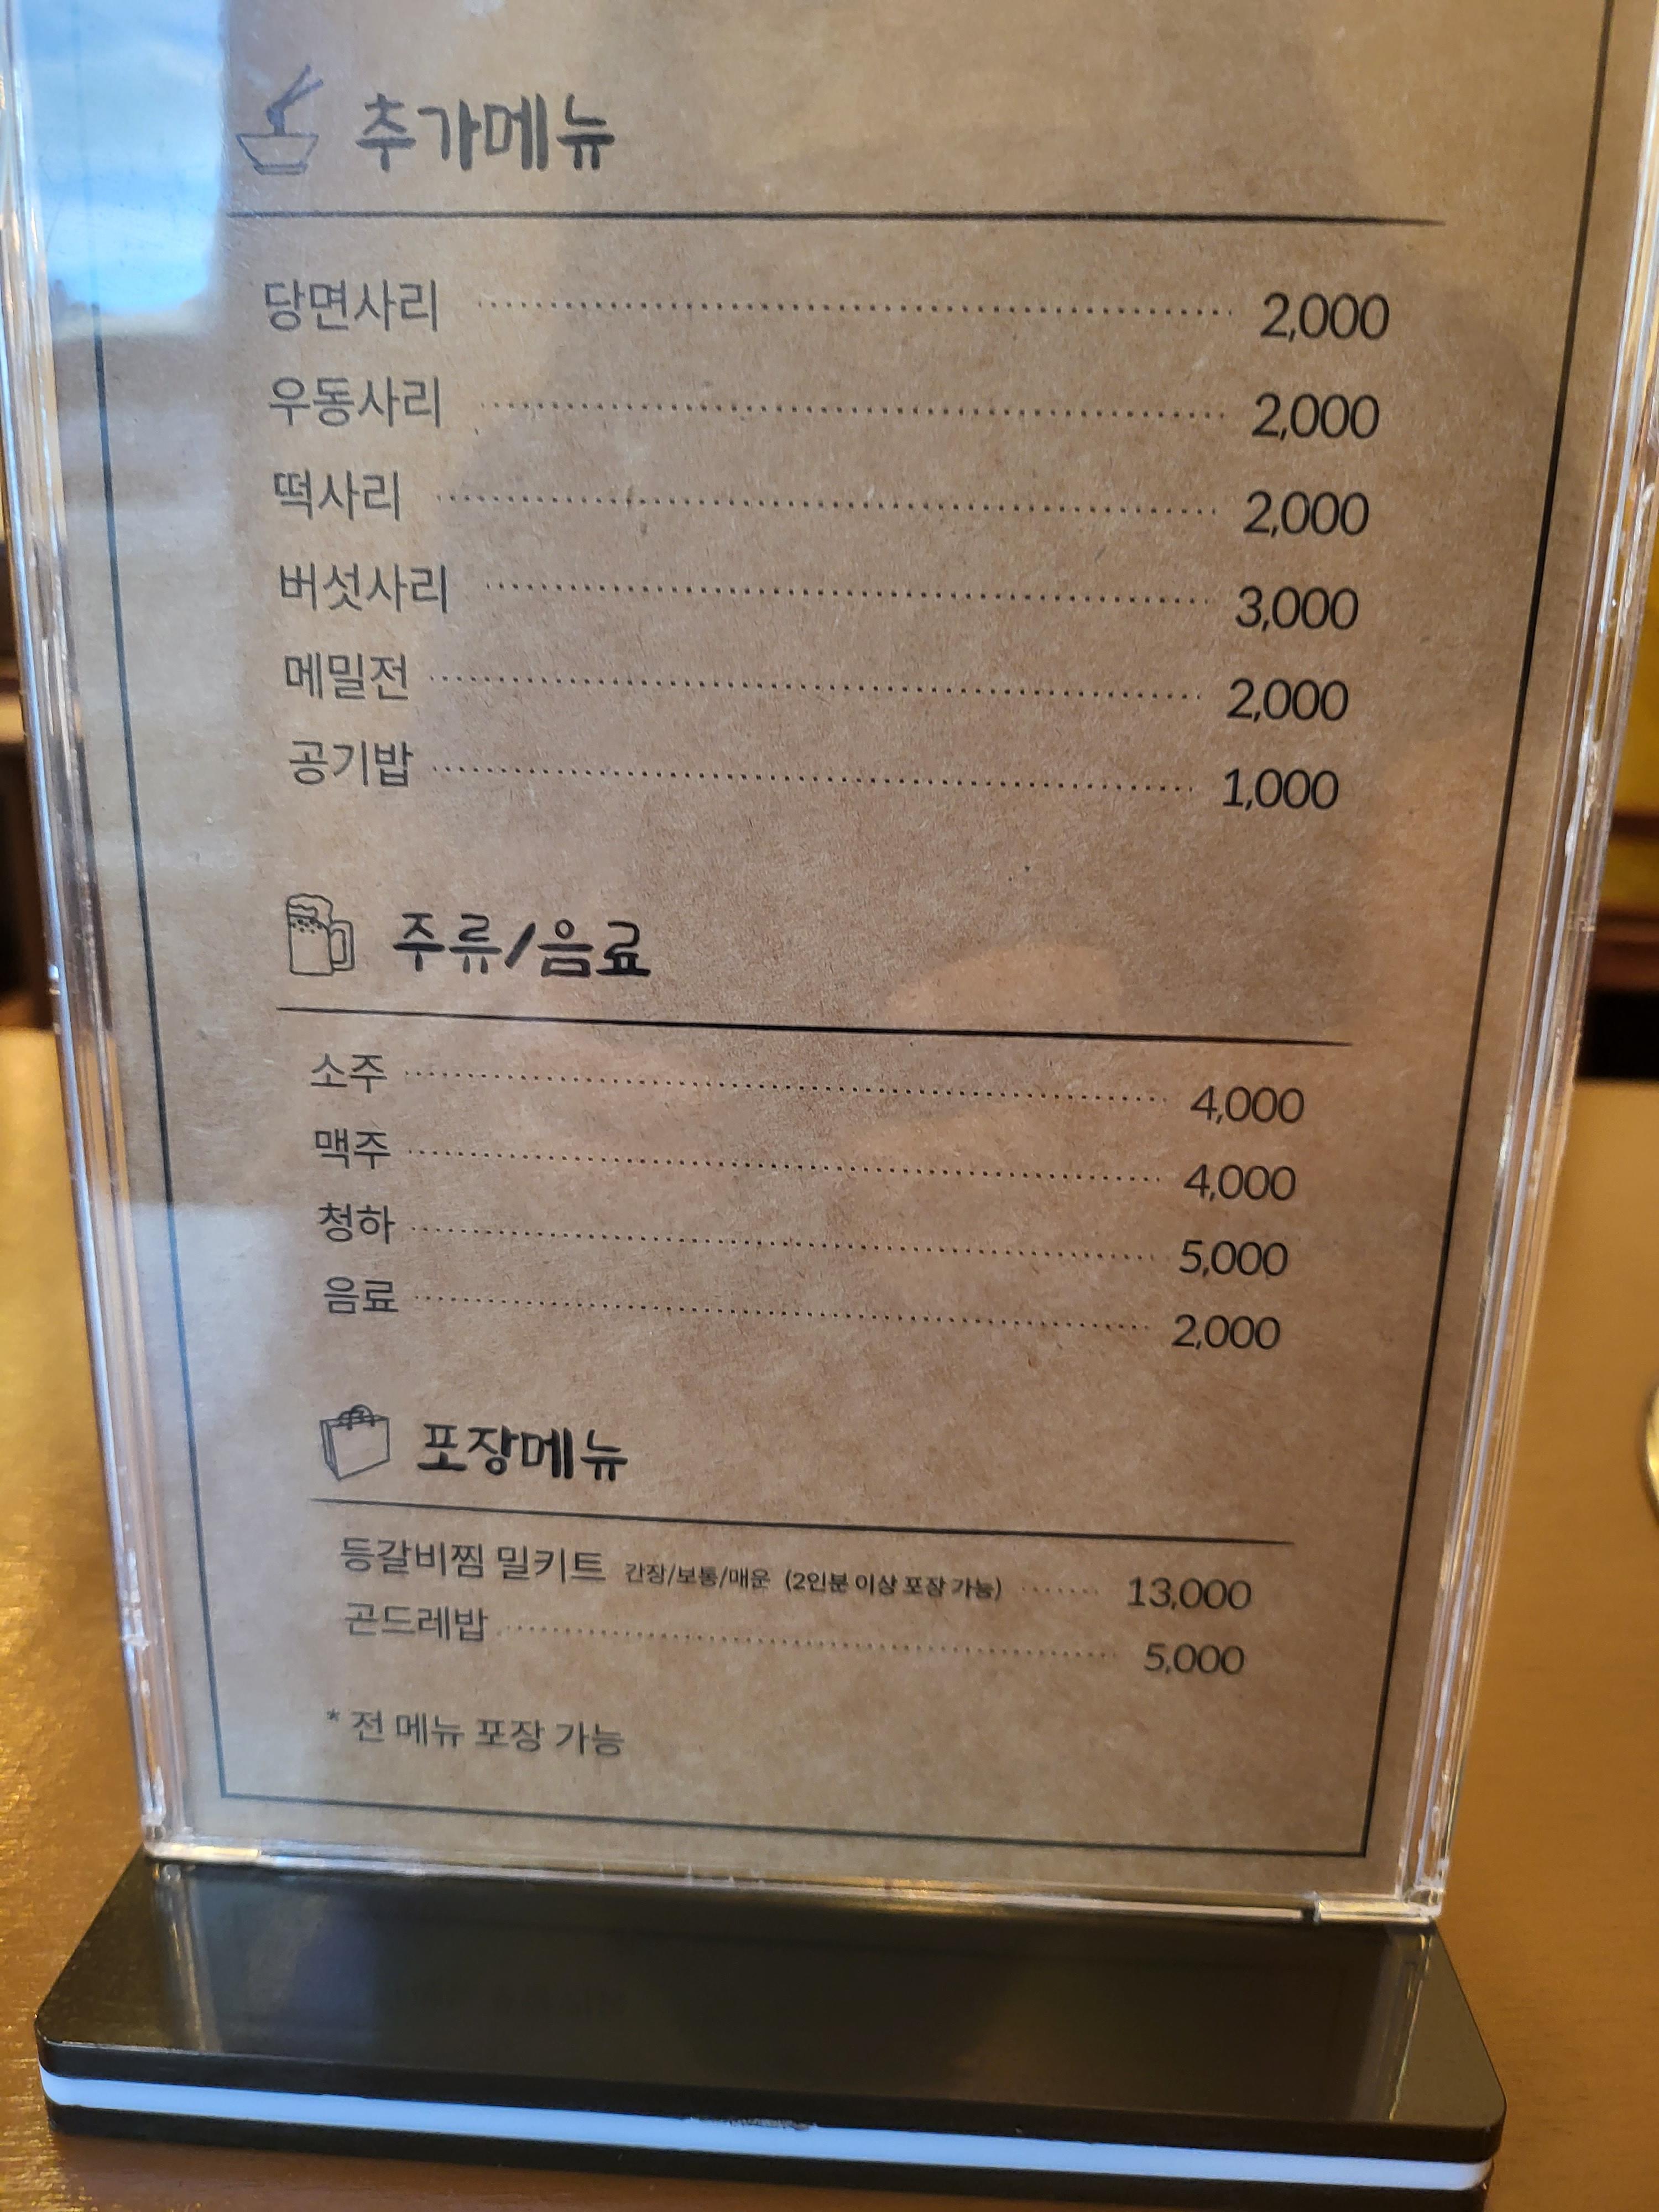 추가메뉴
당면사리 2,000
우동사리 2,000
떡사리 2,000
버섯사리 3,000
메밀전 2,000
공기밥 1,000
주류/음료
소주 4,000
맥주 4,000
청하 5,000
음료 2,000
포장메뉴
등갈비찜 밀키트 간장/보통/매운 (2인분 이상 포장 가능) 13,000
곤드레밥 5,000
* 전 메뉴 포장 가능